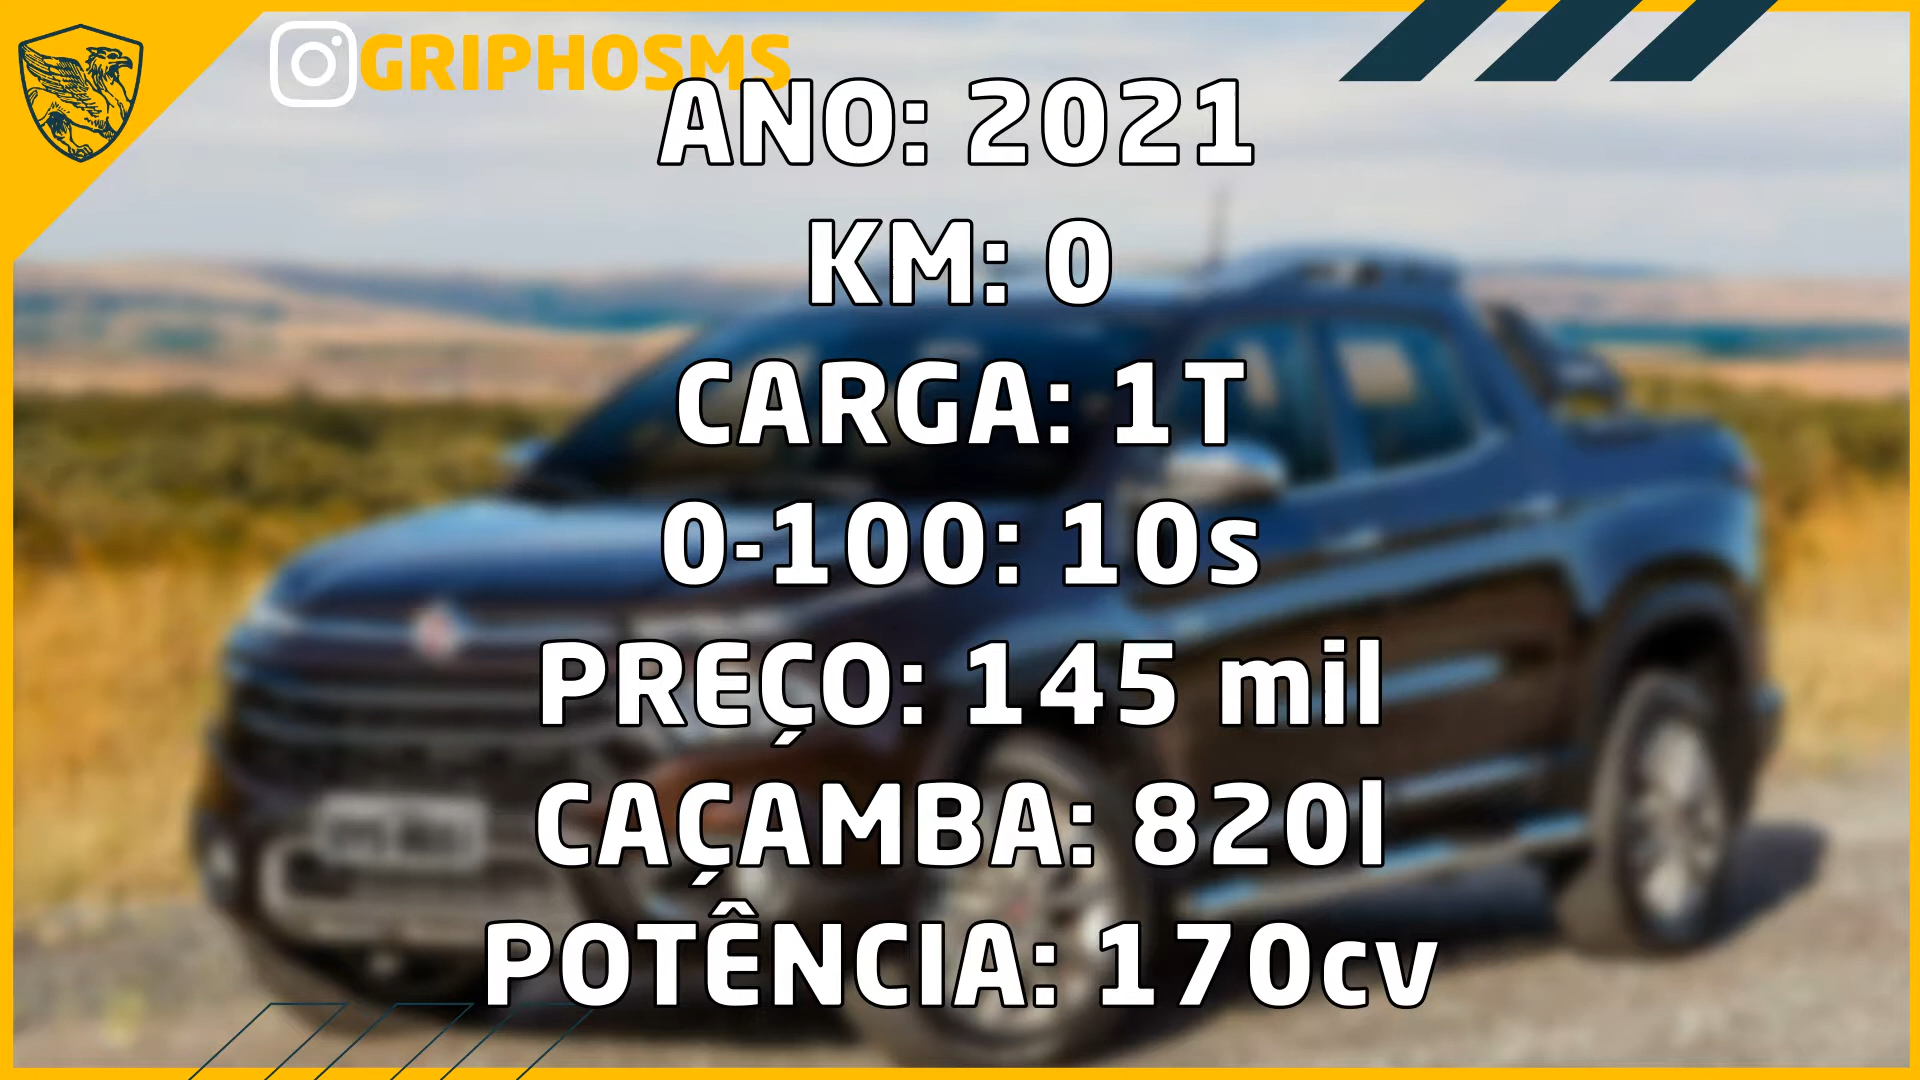 GRIPHOSMS
ANO: 2021
KM: 0
CARGA: 1T
0-100: 10s
PREÇO: 145 mil
CAÇAMBA: 820l
POTÊNCIA: 170cv